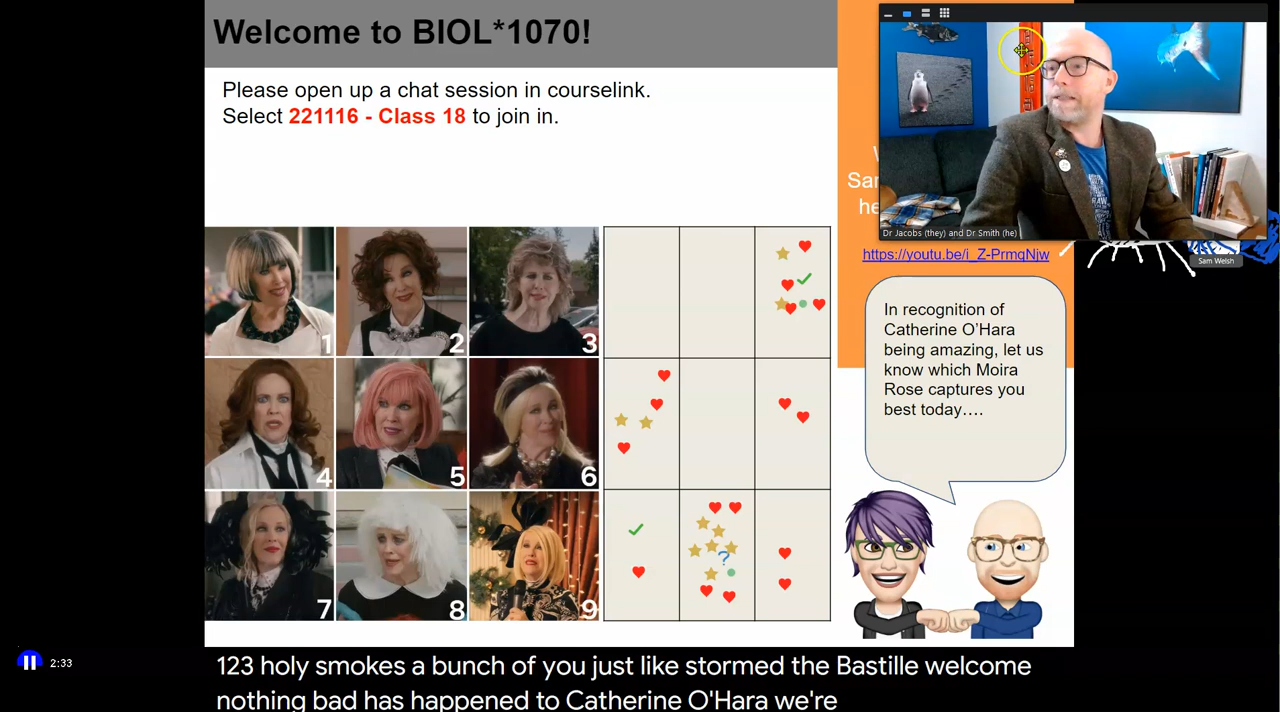 Welcome to BIOL*1070!
Please open up a chat session in courselink.
Select 221116 - Class 18 to join in.
Dr Jacobs (they) and Dr Smith (he)
https://youtu.be/i_Z-PrmqNjw
Sam Welsh
In recognition of
Catherine O'Hara
being amazing, let us
know which Moira
Rose captures you
best today….
1
2
3
4
5
6
7
8
9
?
2:33
123 holy smokes a bunch of you just like stormed the Bastille welcome
nothing bad has happened to Catherine O'Hara we're